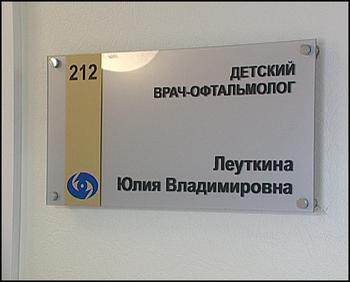 212
ДЕТСКИЙ
ВРАЧ-ОФТАЛЬМОЛОГ
Леуткина
Юлия Владимировна